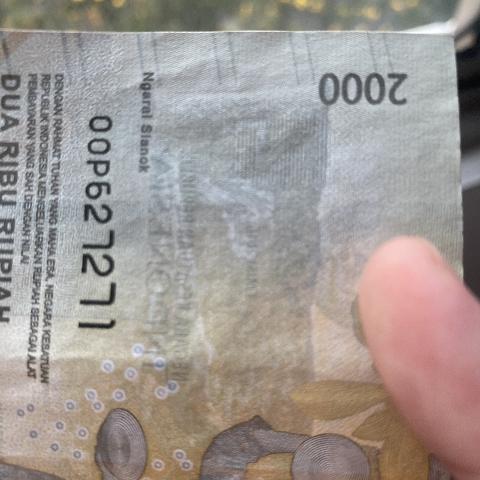 2000
Ngarai Sianok
OOP627271
DENGAN RAHMAT TUHAN YANG MAHA ESA, NEGARA KESATUAN
REPUBLIK INDONESIA MENGELUARKAN RUPIAH SEBAGAI ALAT
PEMBAYARAN YANG SAH DENGAN NILAI
DUA RIBU RUPIAH